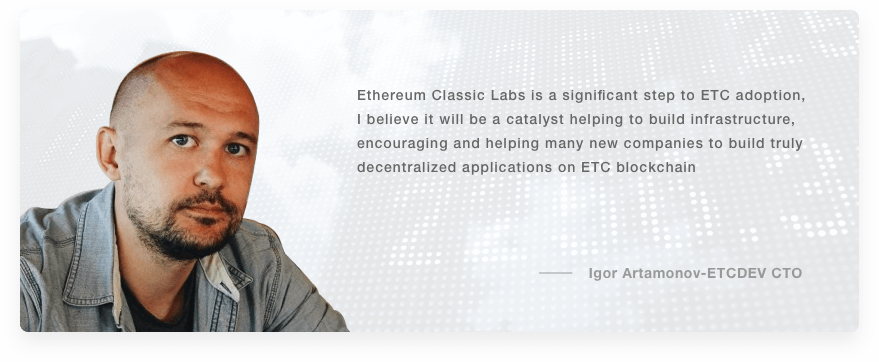 Ethereum Classic Labs is a significant step to ETC adoption,
I believe it will be a catalyst helping to build infrastructure,
encouraging and helping many new companies to build truly
decentralized applications on ETC blockchain
Igor Artamonov-ETCDEV CTO